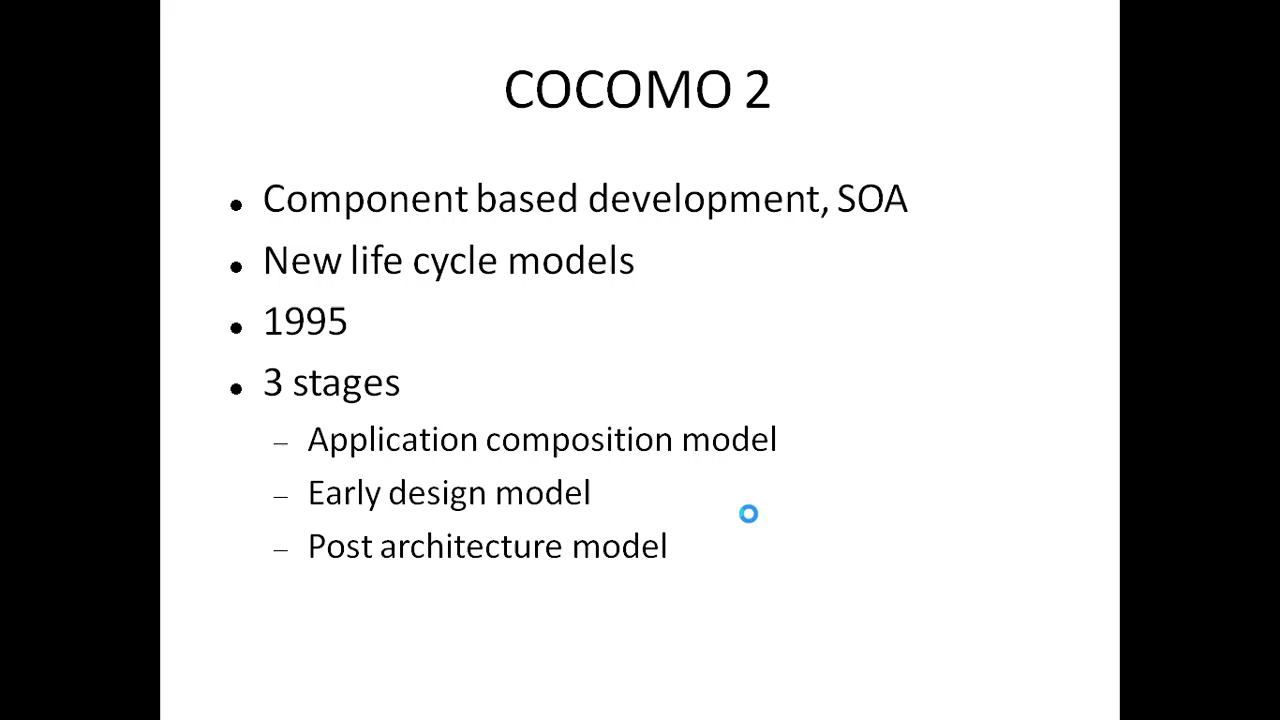 COCOMO 2
• Component based development, SOA
• New life cycle models
• 1995
• 3 stages
– Application composition model
– Early design model
– Post architecture model